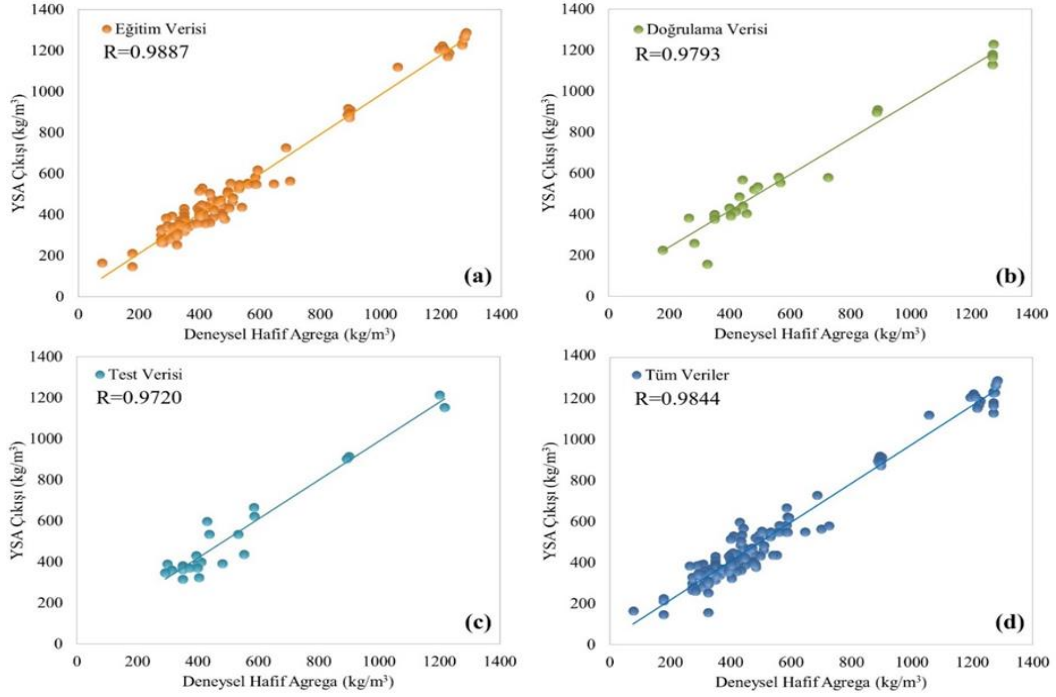 Eğitim Verisi
R=0.9887
1400
1200
1000
800
600
400
200
0
YSA Çıkışı (kg/m³)
(a)
0 200 400 600 800 1000 1200 1400
Deneysel Hafif Agrega (kg/m³)
Doğrulama Verisi
R=0.9793
1400
1200
1000
800
600
400
200
0
YSA Çıkışı (kg/m³)
(b)
0 200 400 600 800 1000 1200 1400
Deneysel Hafif Agrega (kg/m³)
Test Verisi
R=0.9720
1400
1200
1000
800
600
400
200
0
YSA Çıkışı (kg/m³)
(c)
0 200 400 600 800 1000 1200 1400
Deneysel Hafif Agrega (kg/m³)
Tüm Veriler
R=0.9844
1400
1200
1000
800
600
400
200
0
YSA Çıkışı (kg/m³)
(d)
0 200 400 600 800 1000 1200 1400
Deneysel Hafif Agrega (kg/m³)